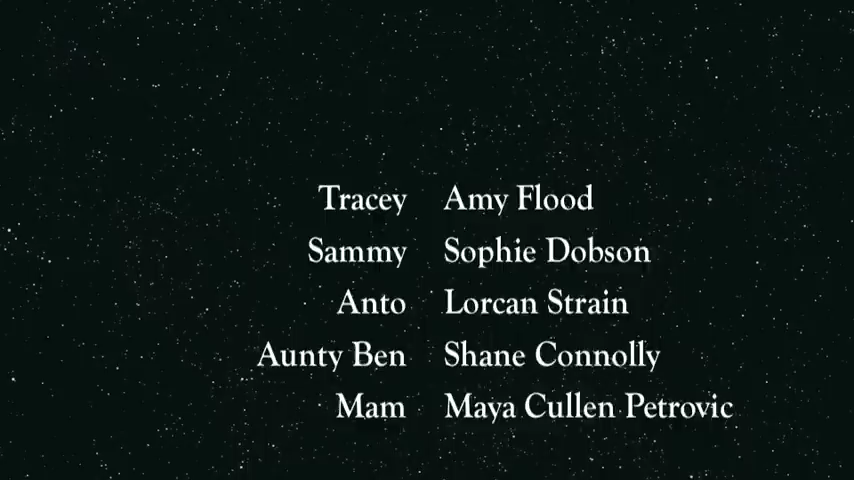 Tracey Amy Flood
Sammy Sophie Dobson
Anto Lorcan Strain
Aunty Ben Shane Connolly
Mam Maya Cullen Petrovic